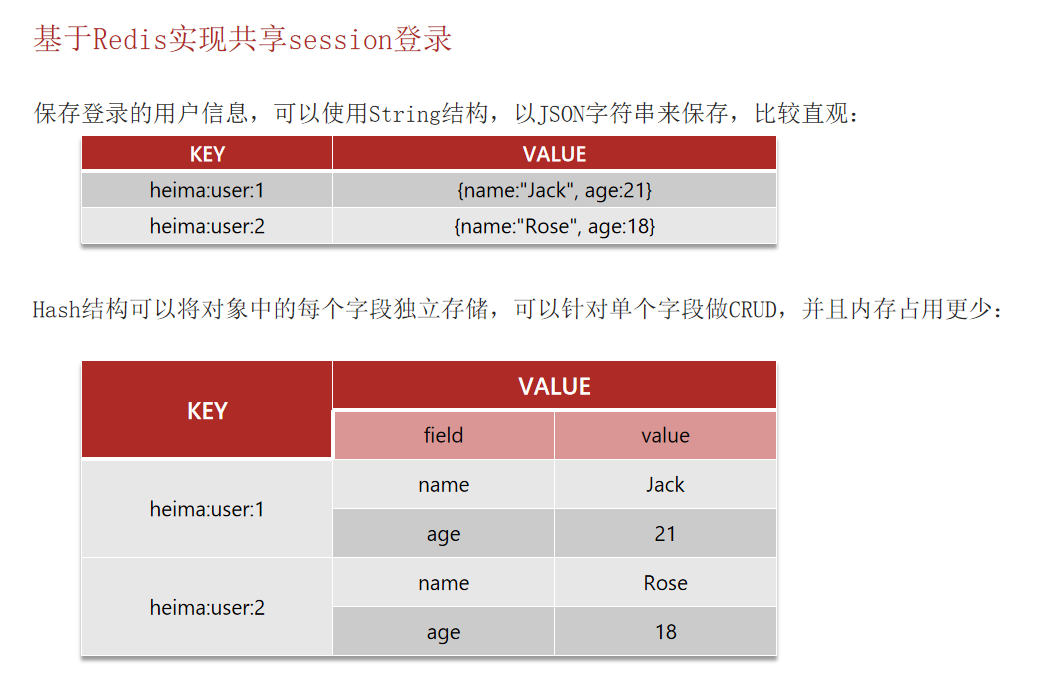 基于Redis实现共享session登录
保存登录的用户信息，可以使用String结构，以JSON字符串来保存，比较直观：
KEY VALUE
heima:user:1 {name:"Jack", age:21}
heima:user:2 {name:"Rose", age:18}
Hash结构可以将对象中的每个字段独立存储，可以针对单个字段做CRUD，并且内存占用更少：
KEY VALUE
field value
heima:user:1 name Jack
age 21
heima:user:2 name Rose
age 18